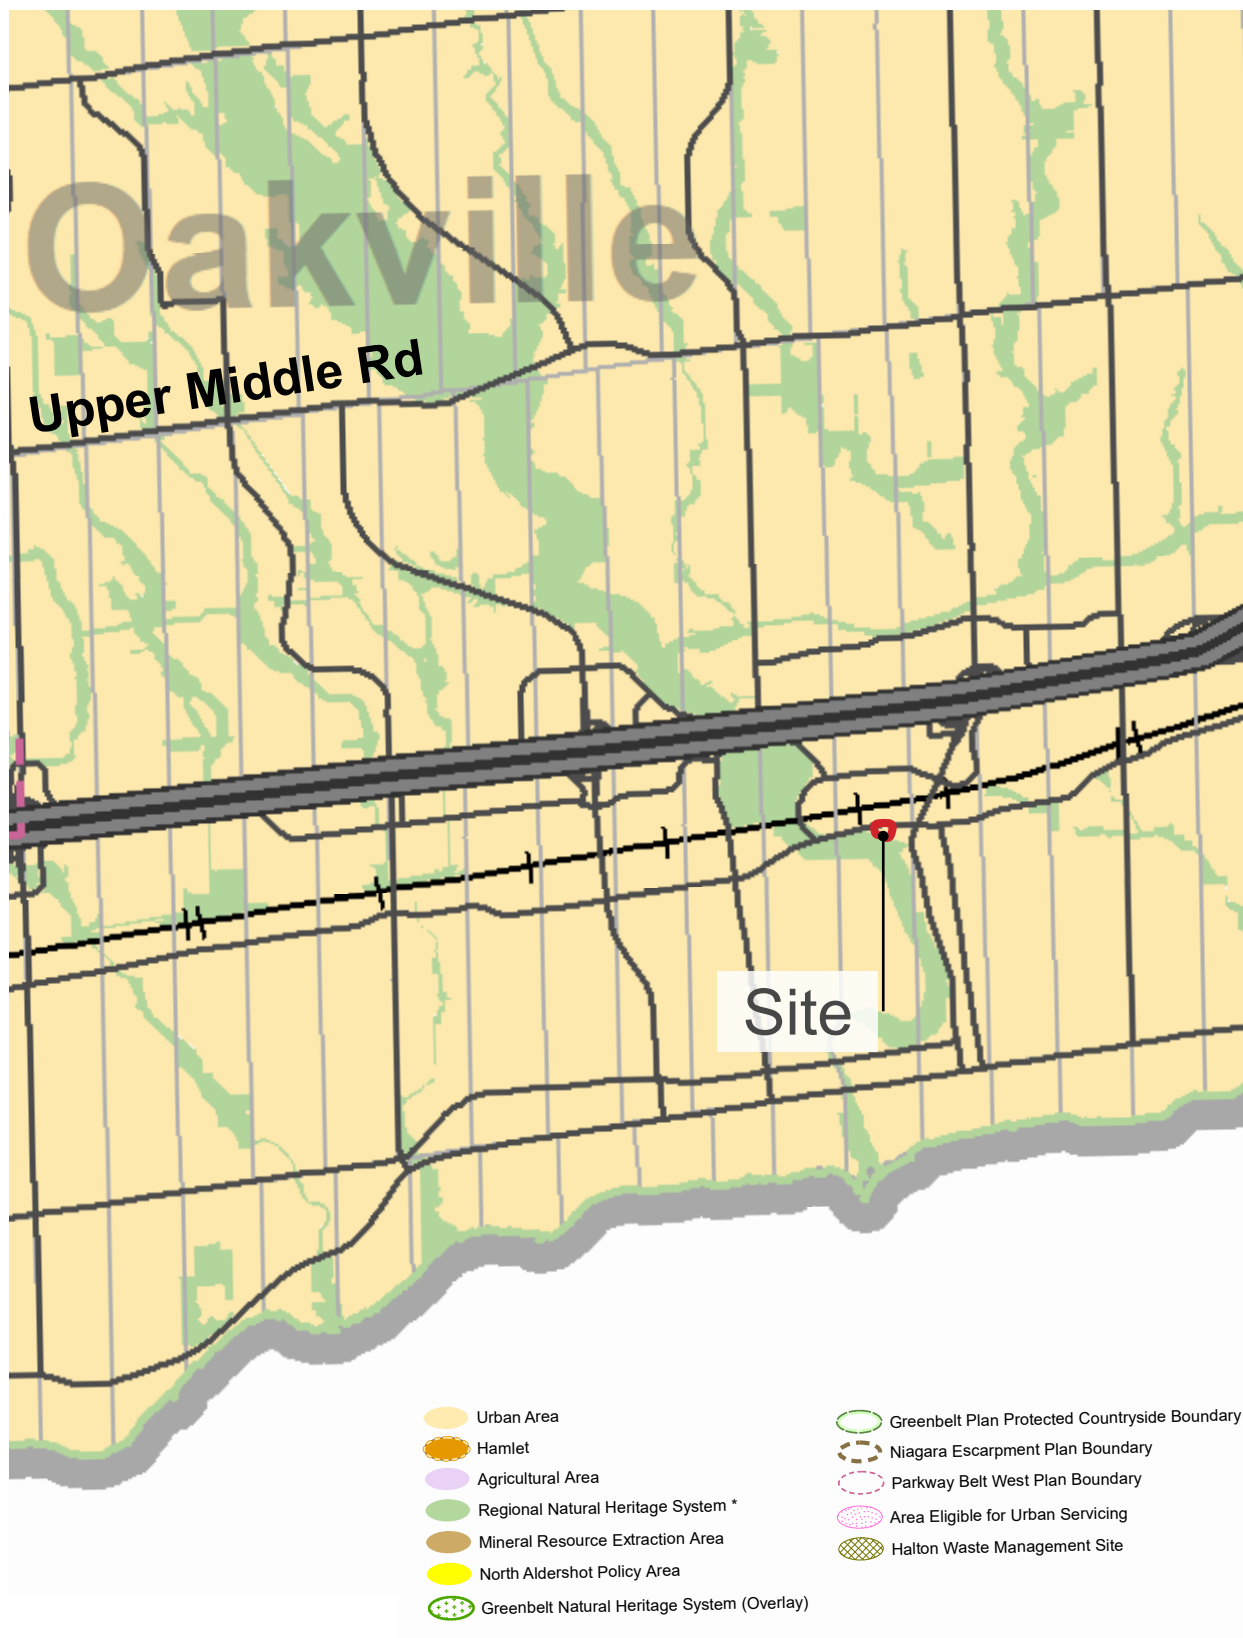 Oakville
Upper Middle Rd
Site
Urban Area
Hamlet
Agricultural Area
Regional Natural Heritage System *
Mineral Resource Extraction Area
North Aldershot Policy Area
Greenbelt Natural Heritage System (Overlay)
Greenbelt Plan Protected Countryside Boundary
Niagara Escarpment Plan Boundary
Parkway Belt West Plan Boundary
Area Eligible for Urban Servicing
Halton Waste Management Site